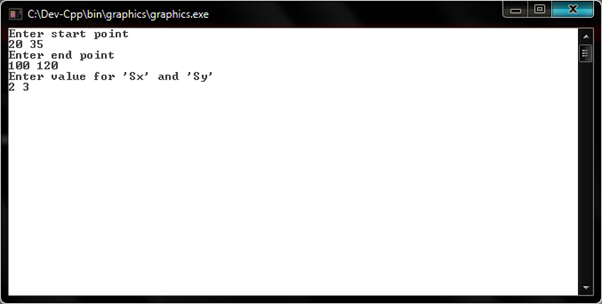 C:\Dev-Cpp\bin\graphics\graphics.exe
Enter start point
20 35
Enter end point
100 120
Enter value for 'Sx' and 'Sy'
2 3